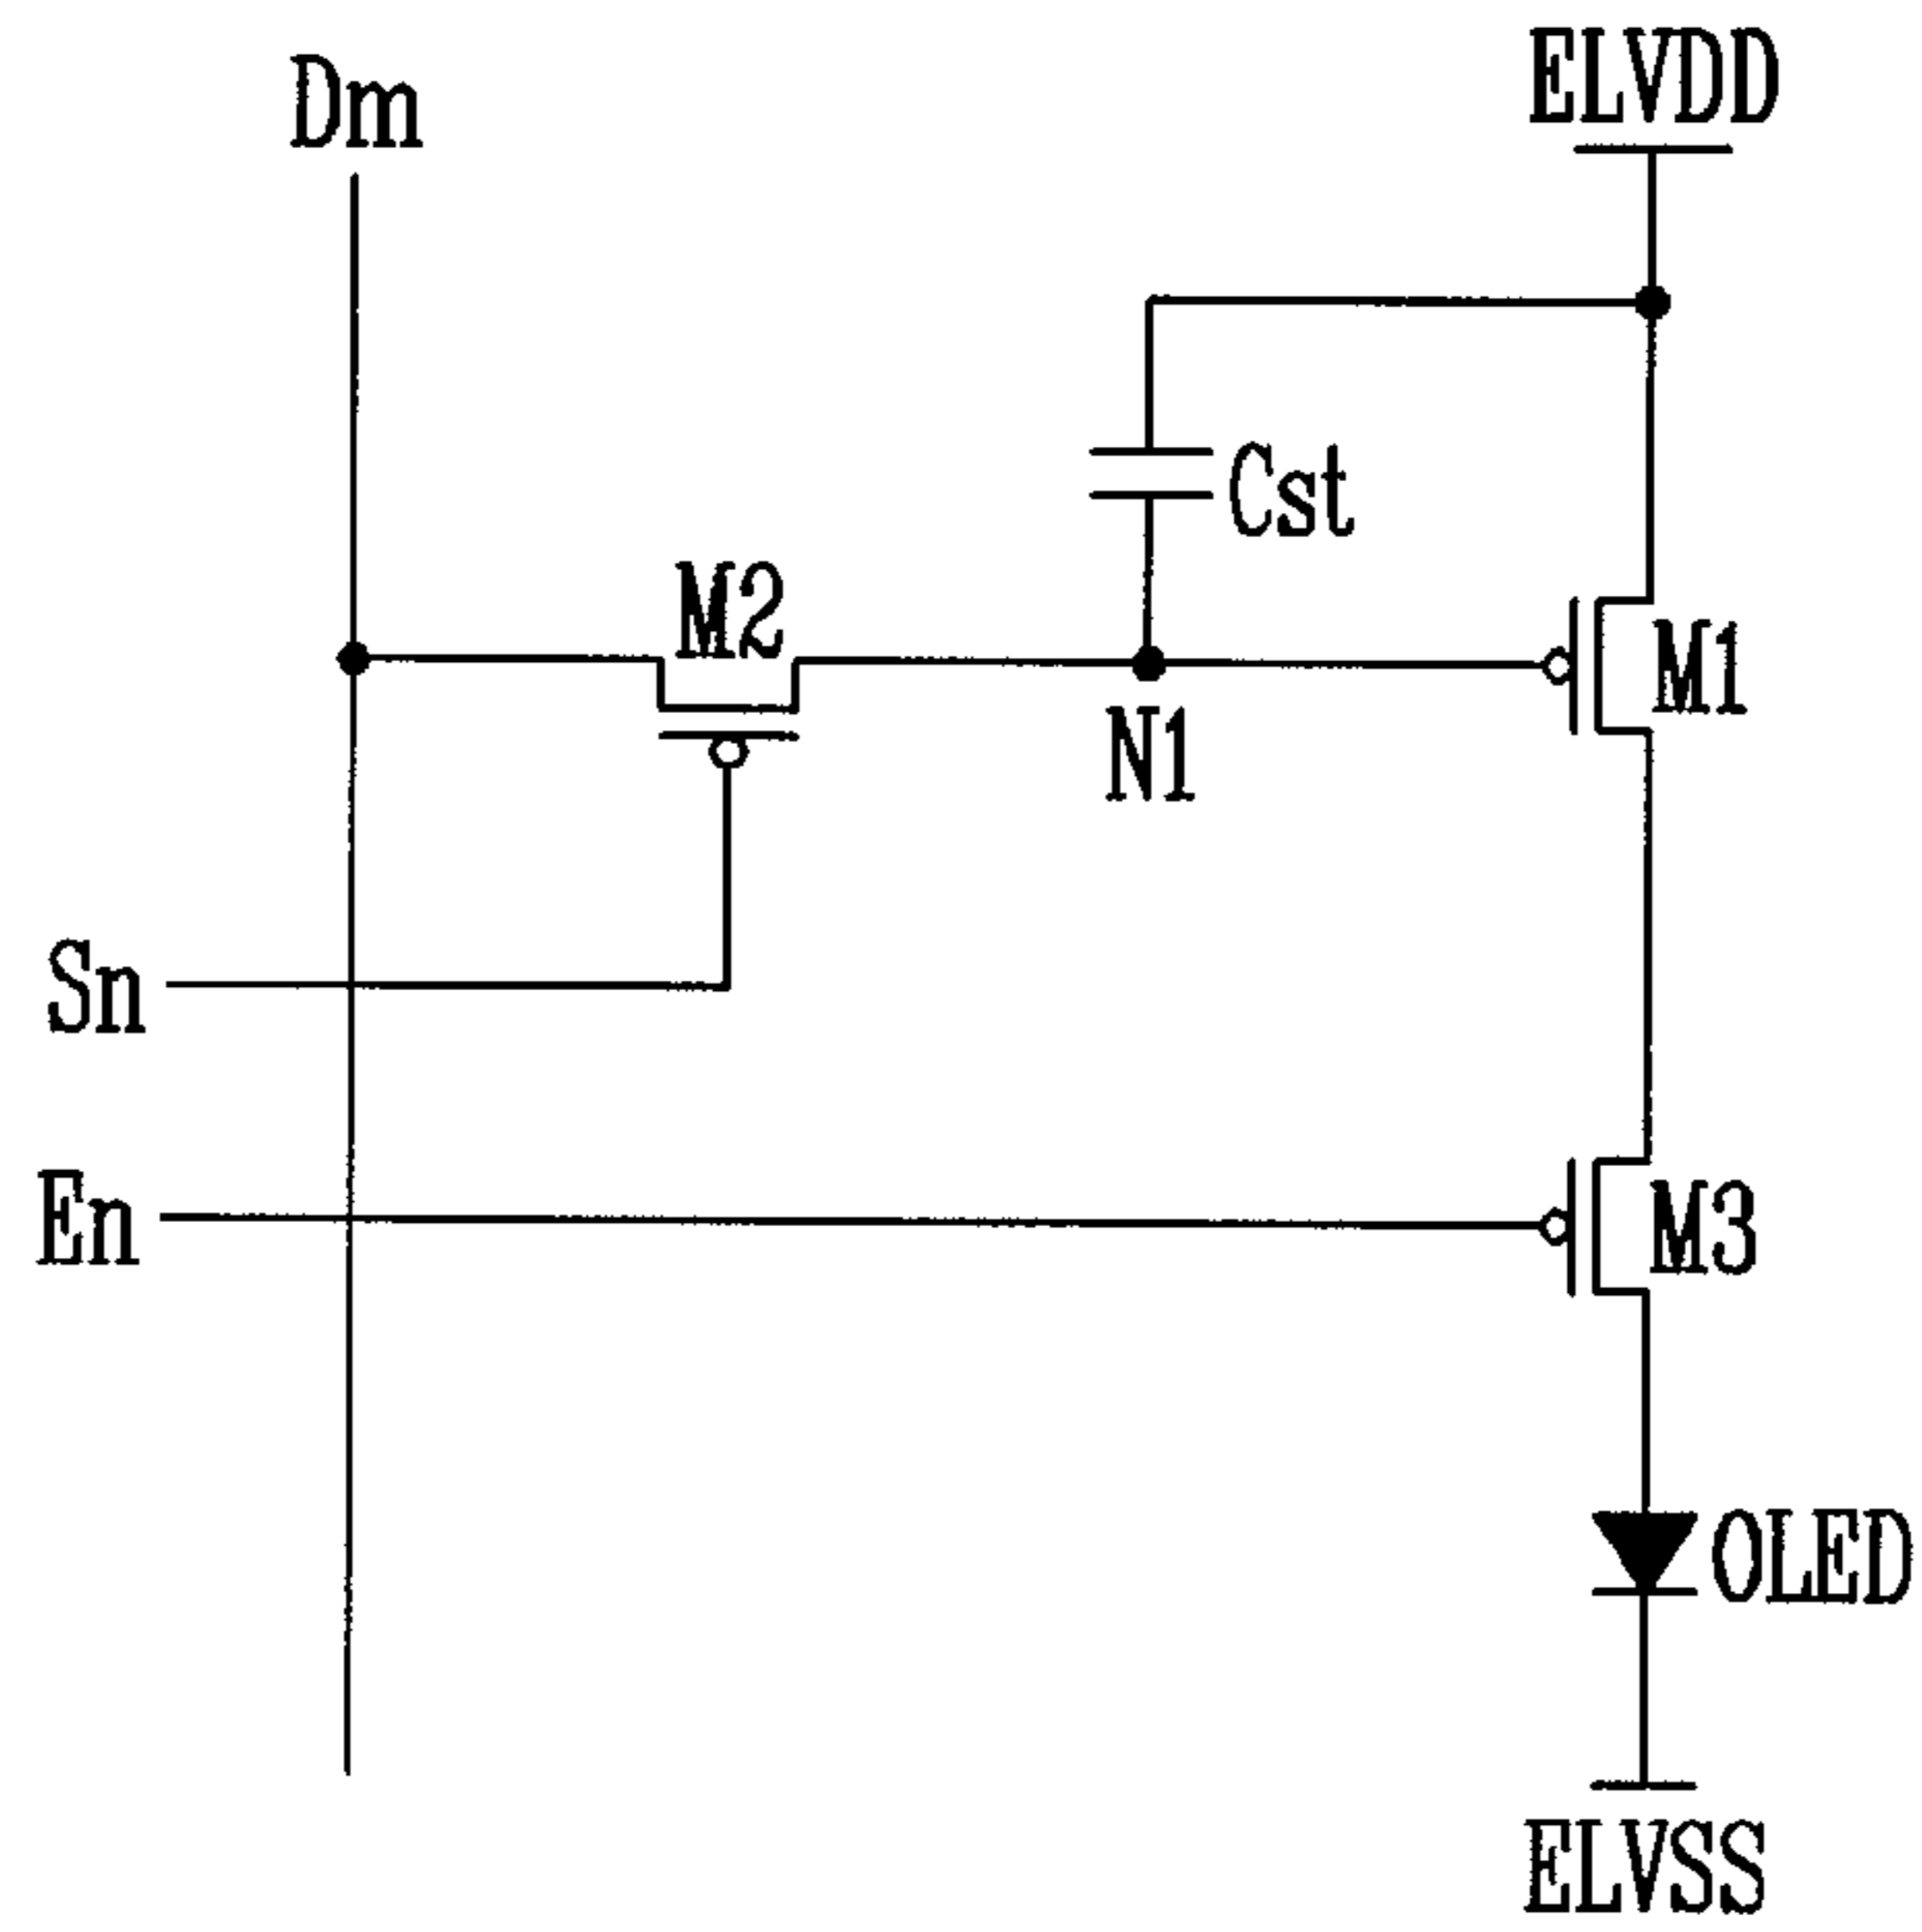 ELVDD
Dm
Cst
M2
M1
N1
Sn
En
M3
OLED
ELVSS